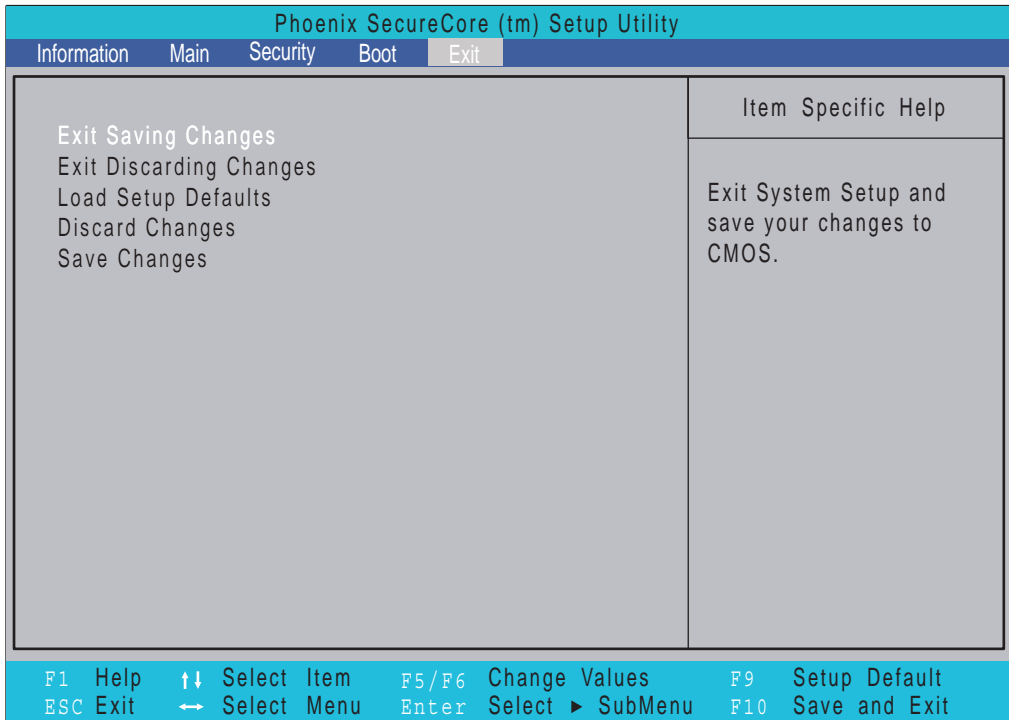 Phoenix SecureCore (tm) Setup Utility
Information Main Security Boot Exit
Item Specific Help
Exit Saving Changes
Exit Discarding Changes
Load Setup Defaults
Discard Changes
Save Changes
Exit System Setup and
save your changes to
CMOS.
F1 Help ↑↓ Select Item F5/F6 Change Values F9 Setup Default
ESC Exit ↔ Select Menu Enter Select ► SubMenu F10 Save and Exit